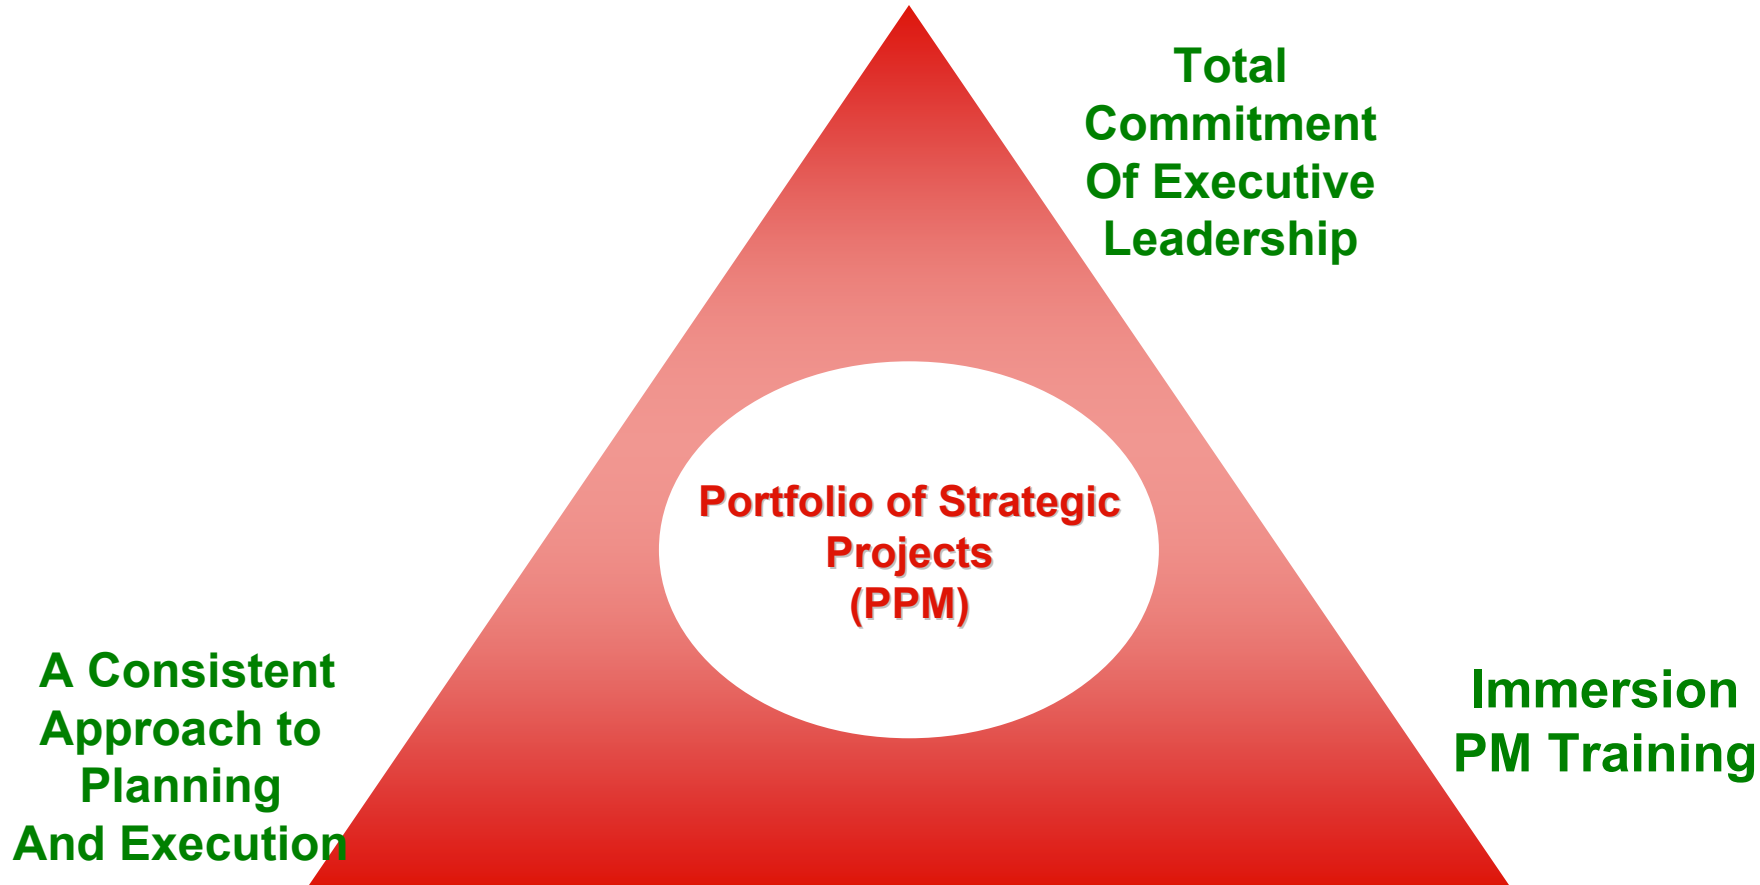 Total
Commitment
Of Executive
Leadership
Portfolio of Strategic
Projects
(PPM)
A Consistent
Approach to
Planning
And Execution
Immersion
PM Training